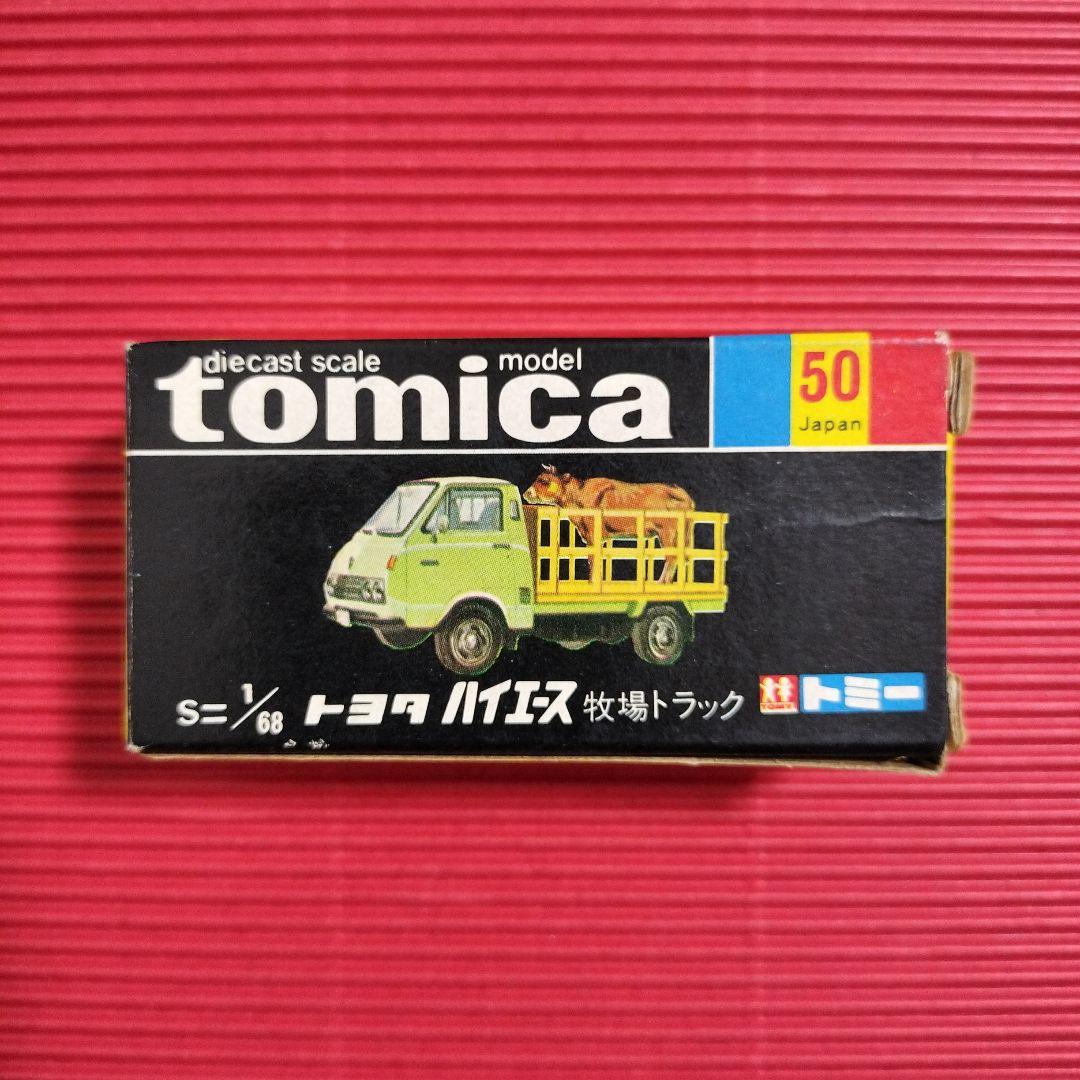 diecast scale model
tomica
50
Japan
S=1/68 トヨタ ハイエース 牧場トラック
TOMY トミー